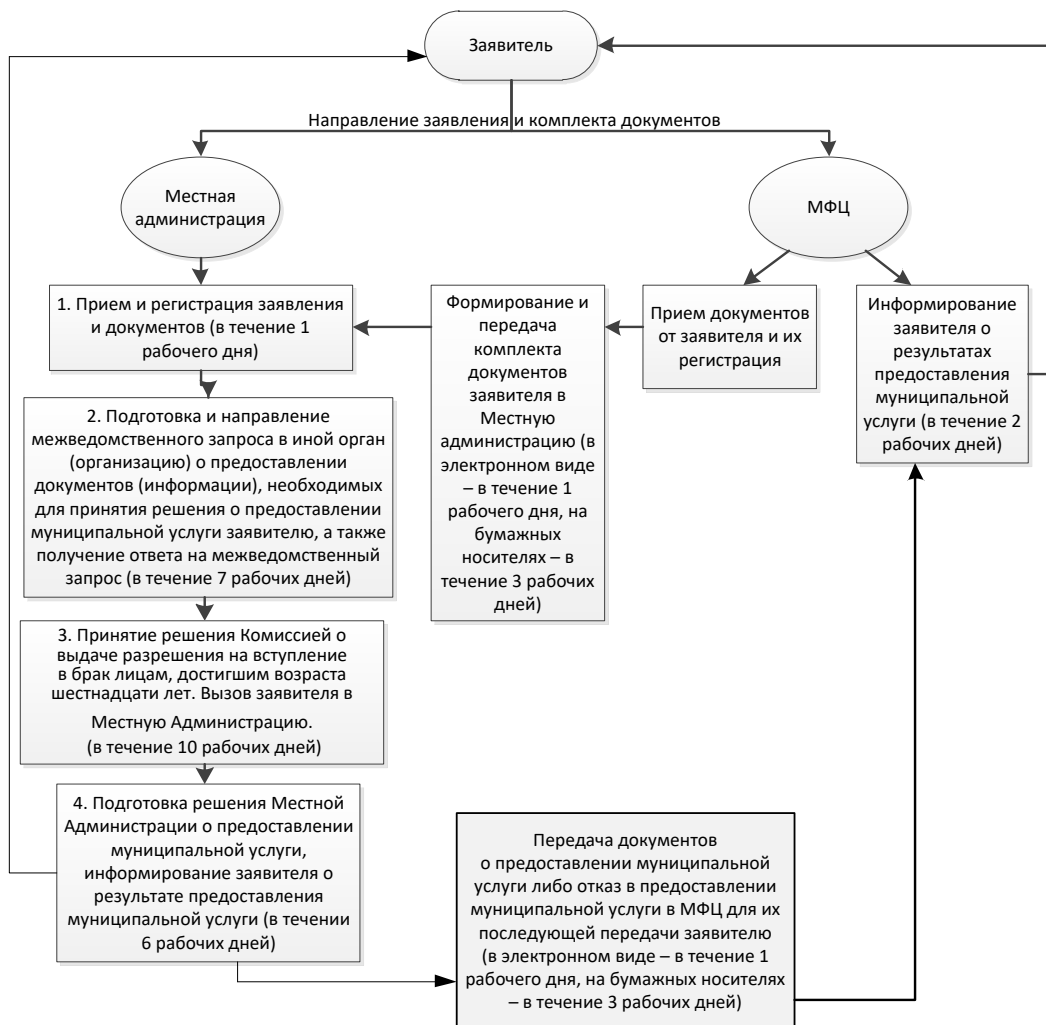 Заявитель
Направление заявления и комплекта документов
Местная
администрация
МФЦ
1. Прием и регистрация заявления
и документов (в течение 1
рабочего дня)
Формирование и
передача
комплекта
документов
заявителя в
Местную
администрацию (в
электронном виде
– в течение 1
рабочего дня, на
бумажных
носителях – в
течение 3 рабочих
дней)
Прием документов
от заявителя и их
регистрация
Информирование
заявителя о
результатах
предоставления
муниципальной
услуги (в течение 2
рабочих дней)
2. Подготовка и направление
межведомственного запроса в иной орган
(организацию) о предоставлении
документов (информации), необходимых
для принятия решения о предоставлении
муниципальной услуги заявителю, а также
получение ответа на межведомственный
запрос (в течение 7 рабочих дней)
3. Принятие решения Комиссией о
выдаче разрешения на вступление
в брак лицам, достигшим возраста
шестнадцати лет. Вызов заявителя в
Местную Администрацию.
(в течение 10 рабочих дней)
4. Подготовка решения Местной
Администрации о предоставлении
муниципальной услуги,
информирование заявителя о
результате предоставления
муниципальной услуги (в течении
6 рабочих дней)
Передача документов
о предоставлении муниципальной
услуги либо отказ в предоставлении
муниципальной услуги в МФЦ для их
последующей передачи заявителю
(в электронном виде – в течение 1
рабочего дня, на бумажных носителях
– в течение 3 рабочих дней)